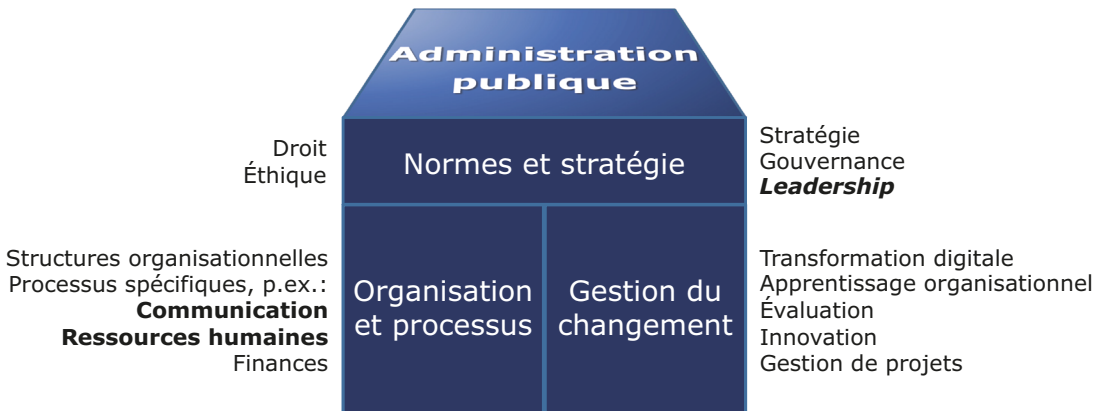 Administration
publique
Droit
Éthique
Normes et stratégie
Stratégie
Gouvernance
Leadership
Structures organisationnelles
Processus spécifiques, p.ex.:
Communication
Ressources humaines
Finances
Organisation
et processus
Gestion du
changement
Transformation digitale
Apprentissage organisationnel
Évaluation
Innovation
Gestion de projets